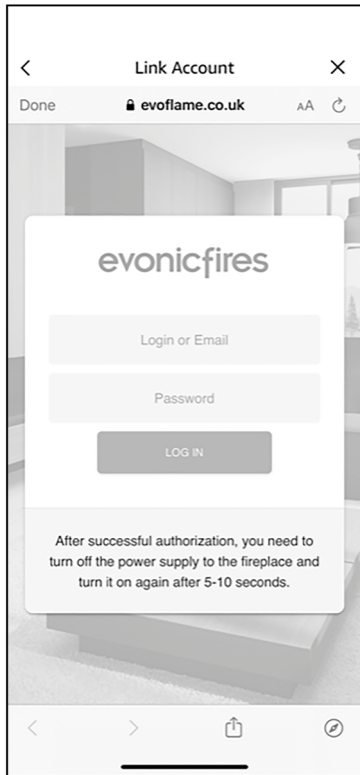 Link Account
Done evoflame.co.uk AA
evonicfires
Login or Email
Password
LOG IN
After successful authorization, you need to
turn off the power supply to the fireplace and
turn it on again after 5-10 seconds.